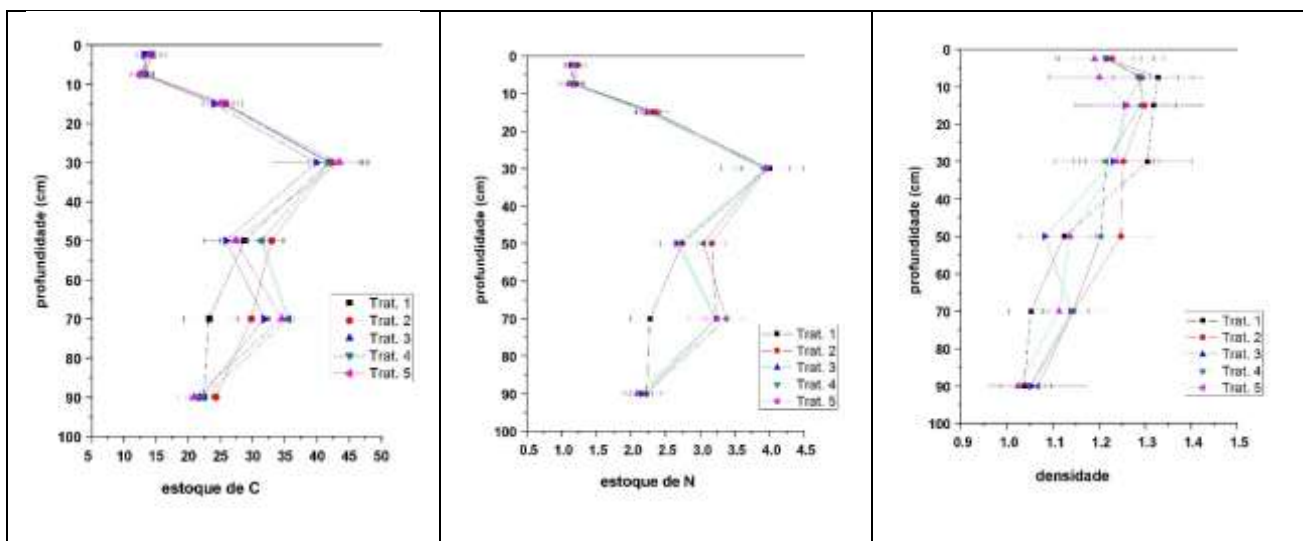 0
10
20
30
40
50
60
70
80
90
100
profundidade (cm)
5 10 15 20 25 30 35 40 45 50
estoque de C
Trat. 1
Trat. 2
Trat. 3
Trat. 4
Trat. 5
0
10
20
30
40
50
60
70
80
90
100
profundidade (cm)
0.5 1.0 1.5 2.0 2.5 3.0 3.5 4.0 4.5
estoque de N
Trat. 1
Trat. 2
Trat. 3
Trat. 4
Trat. 5
0
10
20
30
40
50
60
70
80
90
100
profundidade (cm)
0.9 1.0 1.1 1.2 1.3 1.4 1.5
densidade
Trat. 1
Trat. 2
Trat. 3
Trat. 4
Trat. 5